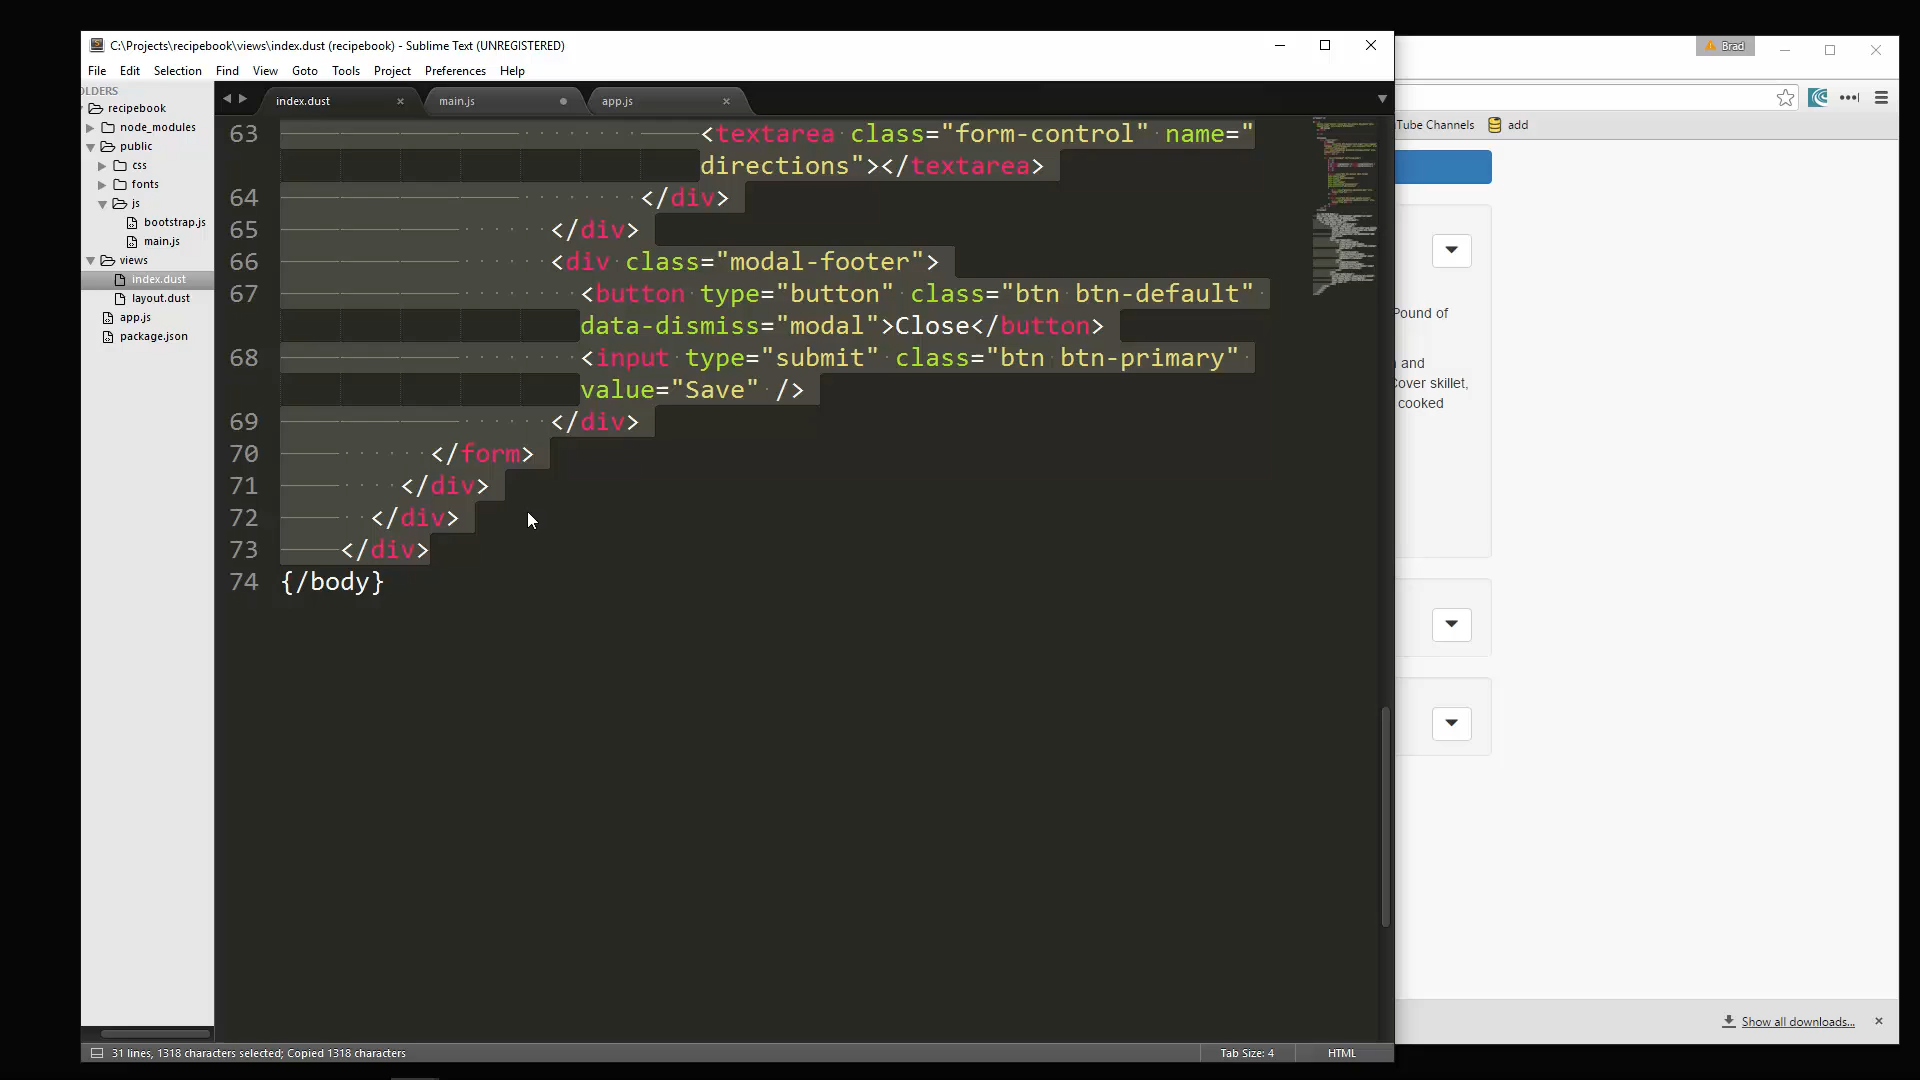 C:\Projects\recipebook\views\index.dust (recipebook) - Sublime Text (UNREGISTERED)
Brad
File Edit Selection Find View Goto Tools Project Preferences Help
OLDERS
recipebook
node_modules
public
css
fonts
js
bootstrap.js
main.js
views
index.dust
layout.dust
app.js
package.json
index.dust main.js app.js
63 <textarea class="form-control" name="
directions"></textarea>
64 </div>
65 </div>
66 <div class="modal-footer">
67 <button type="button" class="btn btn-default"
data-dismiss="modal">Close</button>
68 <input type="submit" class="btn btn-primary"
value="Save" />
69 </div>
70 </form>
71 </div>
72 </div>
73 </div>
74 {/body}
Tube Channels add
Pound of
and
Cover skillet,
cooked
Show all downloads...
31 lines, 1318 characters selected; Copied 1318 characters
Tab Size: 4 HTML